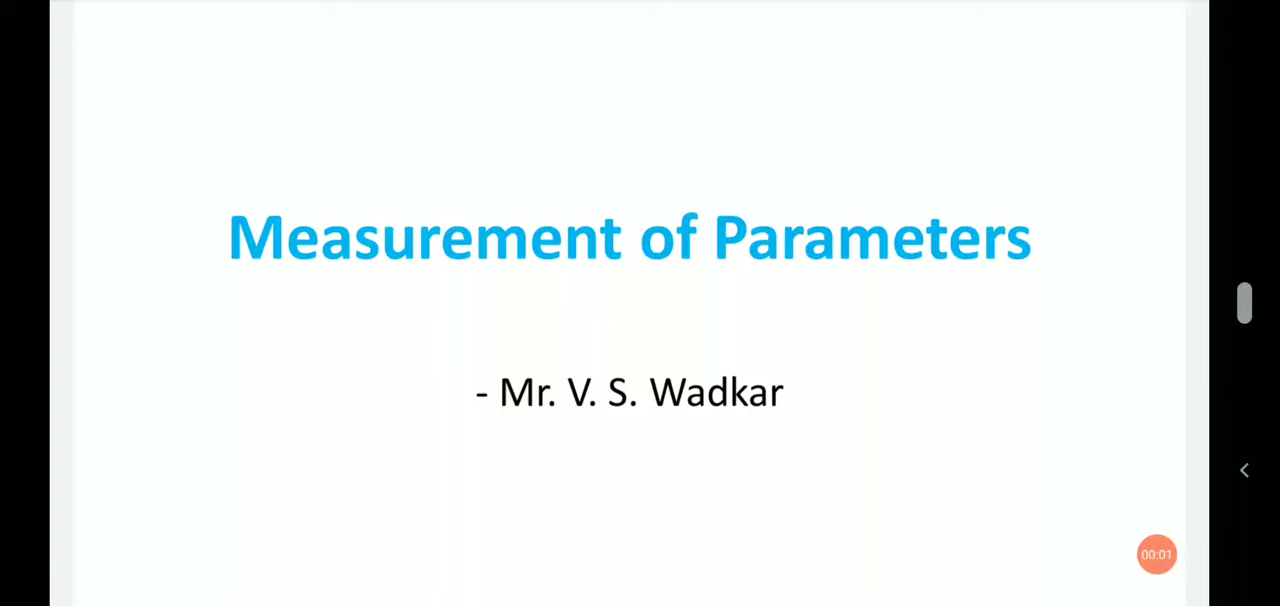 Measurement of Parameters
- Mr. V. S. Wadkar
00:01